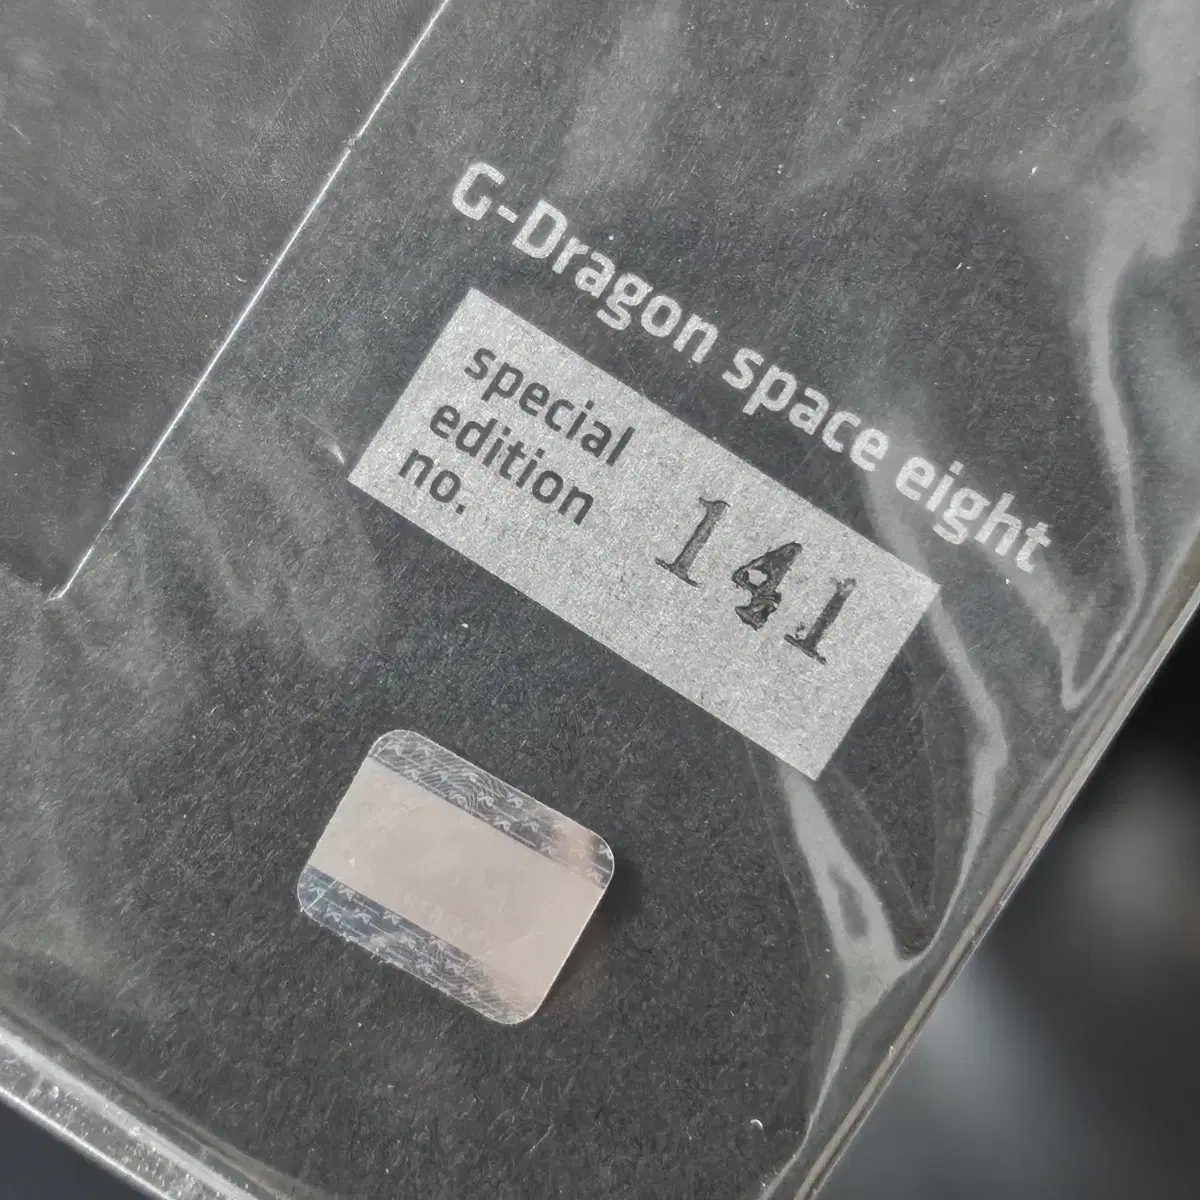 G-Dragon space eight
special
edition
no.
141